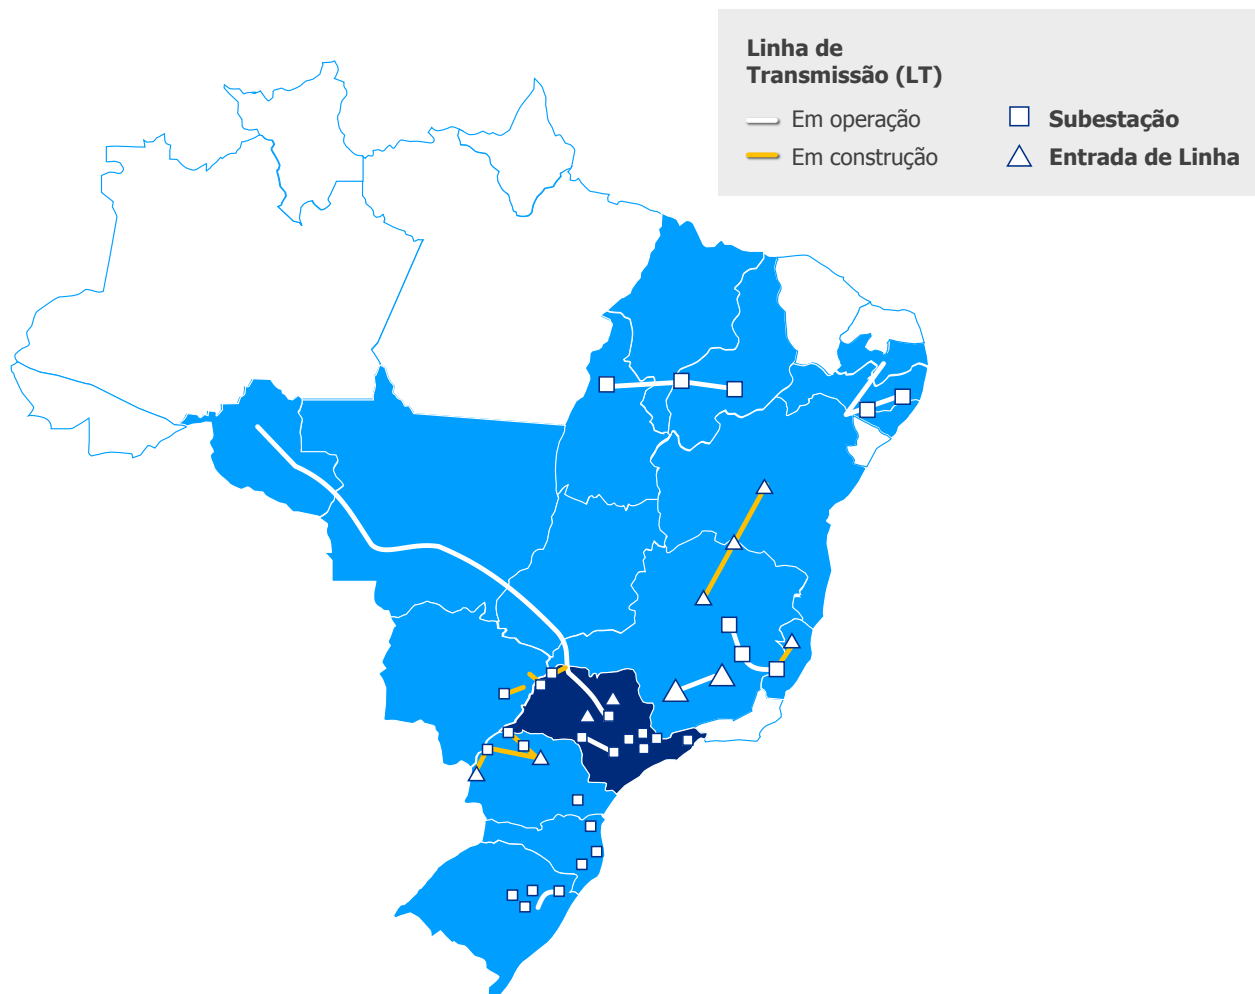 Linha de
Transmissão (LT)
Em operação
Em construção
Subestação
Entrada de Linha